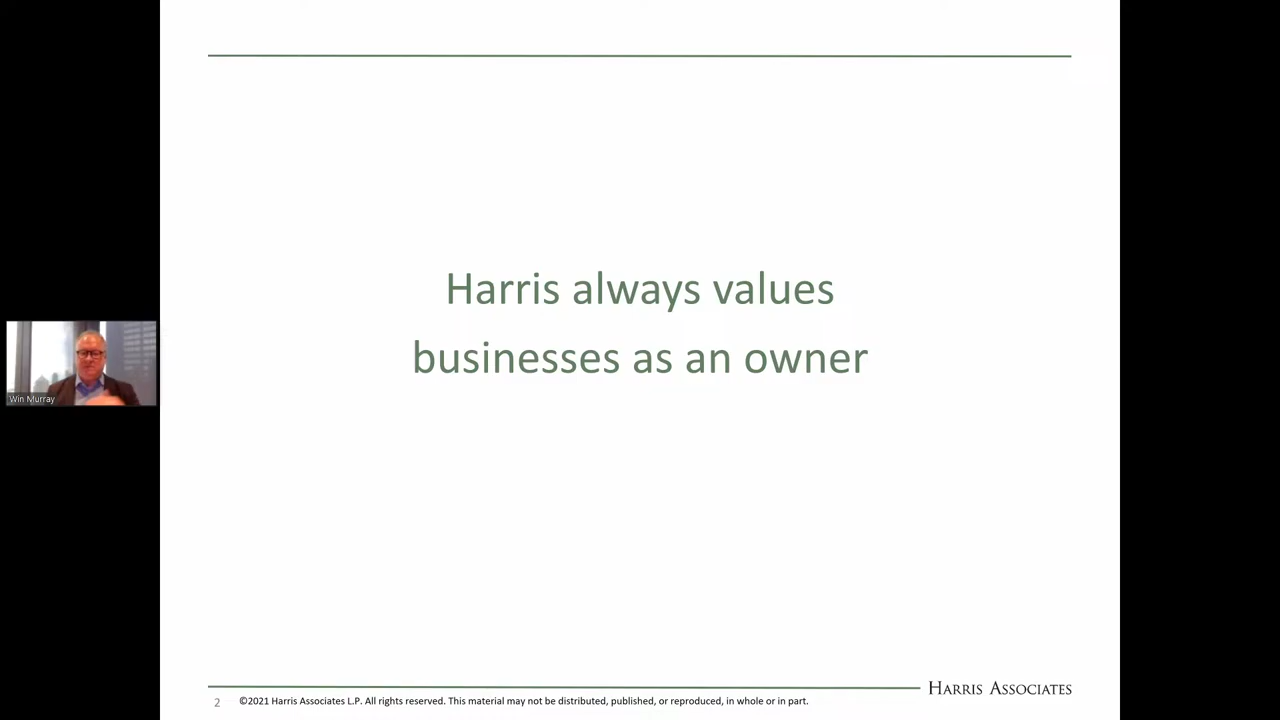 Harris always values
businesses as an owner
Win Murray
2 ©2021 Harris Associates L.P. All rights reserved. This material may not be distributed, published, or reproduced, in whole or in part.
HARRIS ASSOCIATES